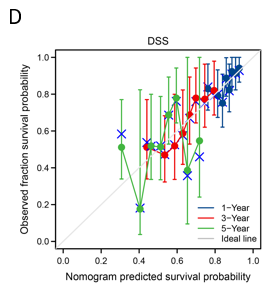 D
DSS
Observed fraction survival probability
1.0
0.8
0.6
0.4
0.2
0.0
1-Year
3-Year
5-Year
Ideal line
0.0 0.2 0.4 0.6 0.8 1.0
Nomogram predicted survival probability